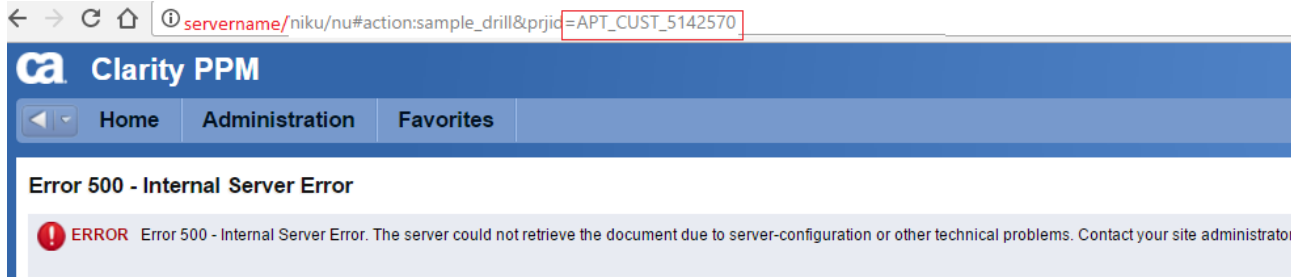 servername/niku/nu#action:sample_drill&prjid=APT_CUST_5142570
ca Clarity PPM
Home Administration Favorites
Error 500 - Internal Server Error
ERROR Error 500 - Internal Server Error. The server could not retrieve the document due to server-configuration or other technical problems. Contact your site administrator